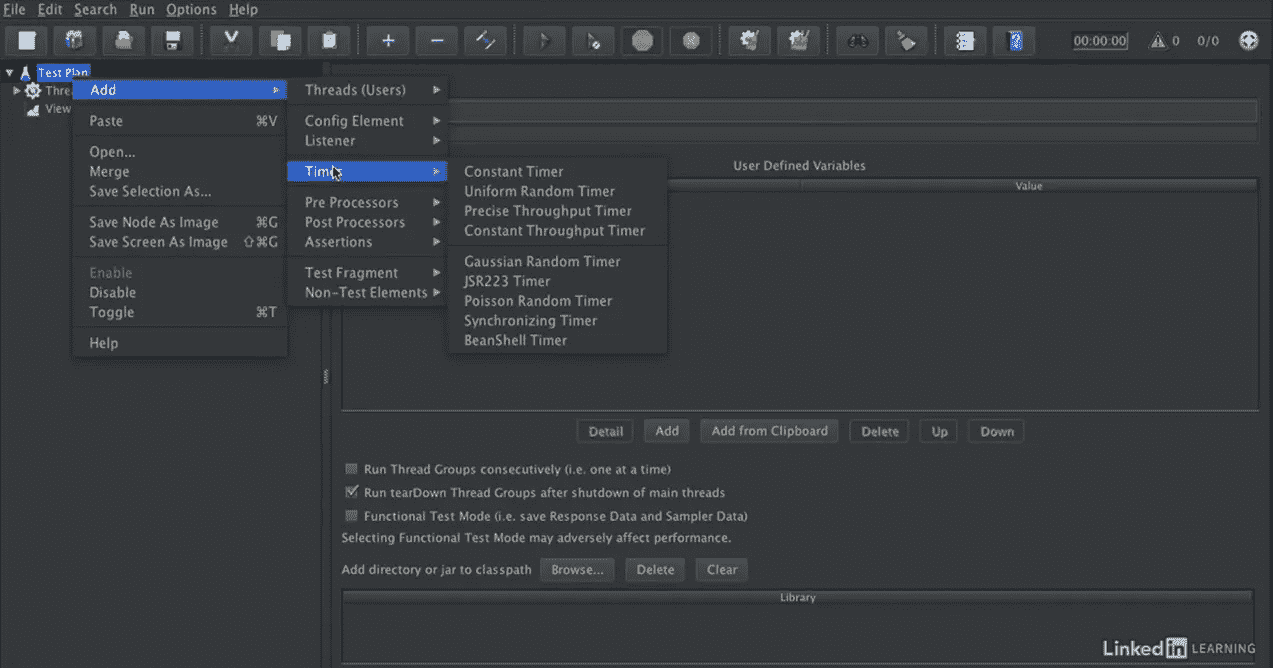 File Edit Search Run Options Help
00:00:00 0 0/0
Test Plan
Add
Paste ⌘V
Open...
Merge
Save Selection As...
Save Node As Image ⌘G
Save Screen As Image ⇧⌘G
Enable
Disable
Toggle ⌘T
Help
Threads (Users)
Config Element
Listener
Pre Processors
Post Processors
Assertions
Test Fragment
Non-Test Elements
Constant Timer
Uniform Random Timer
Precise Throughput Timer
Constant Throughput Timer
Gaussian Random Timer
JSR223 Timer
Poisson Random Timer
Synchronizing Timer
BeanShell Timer
User Defined Variables
Value
Detail Add Add from Clipboard Delete Up Down
Run Thread Groups consecutively (i.e. one at a time)
Run tearDown Thread Groups after shutdown of main threads
Functional Test Mode (i.e. save Response Data and Sampler Data)
Selecting Functional Test Mode may adversely affect performance.
Add directory or jar to classpath Browse... Delete Clear
Library
LinkedIn LEARNING